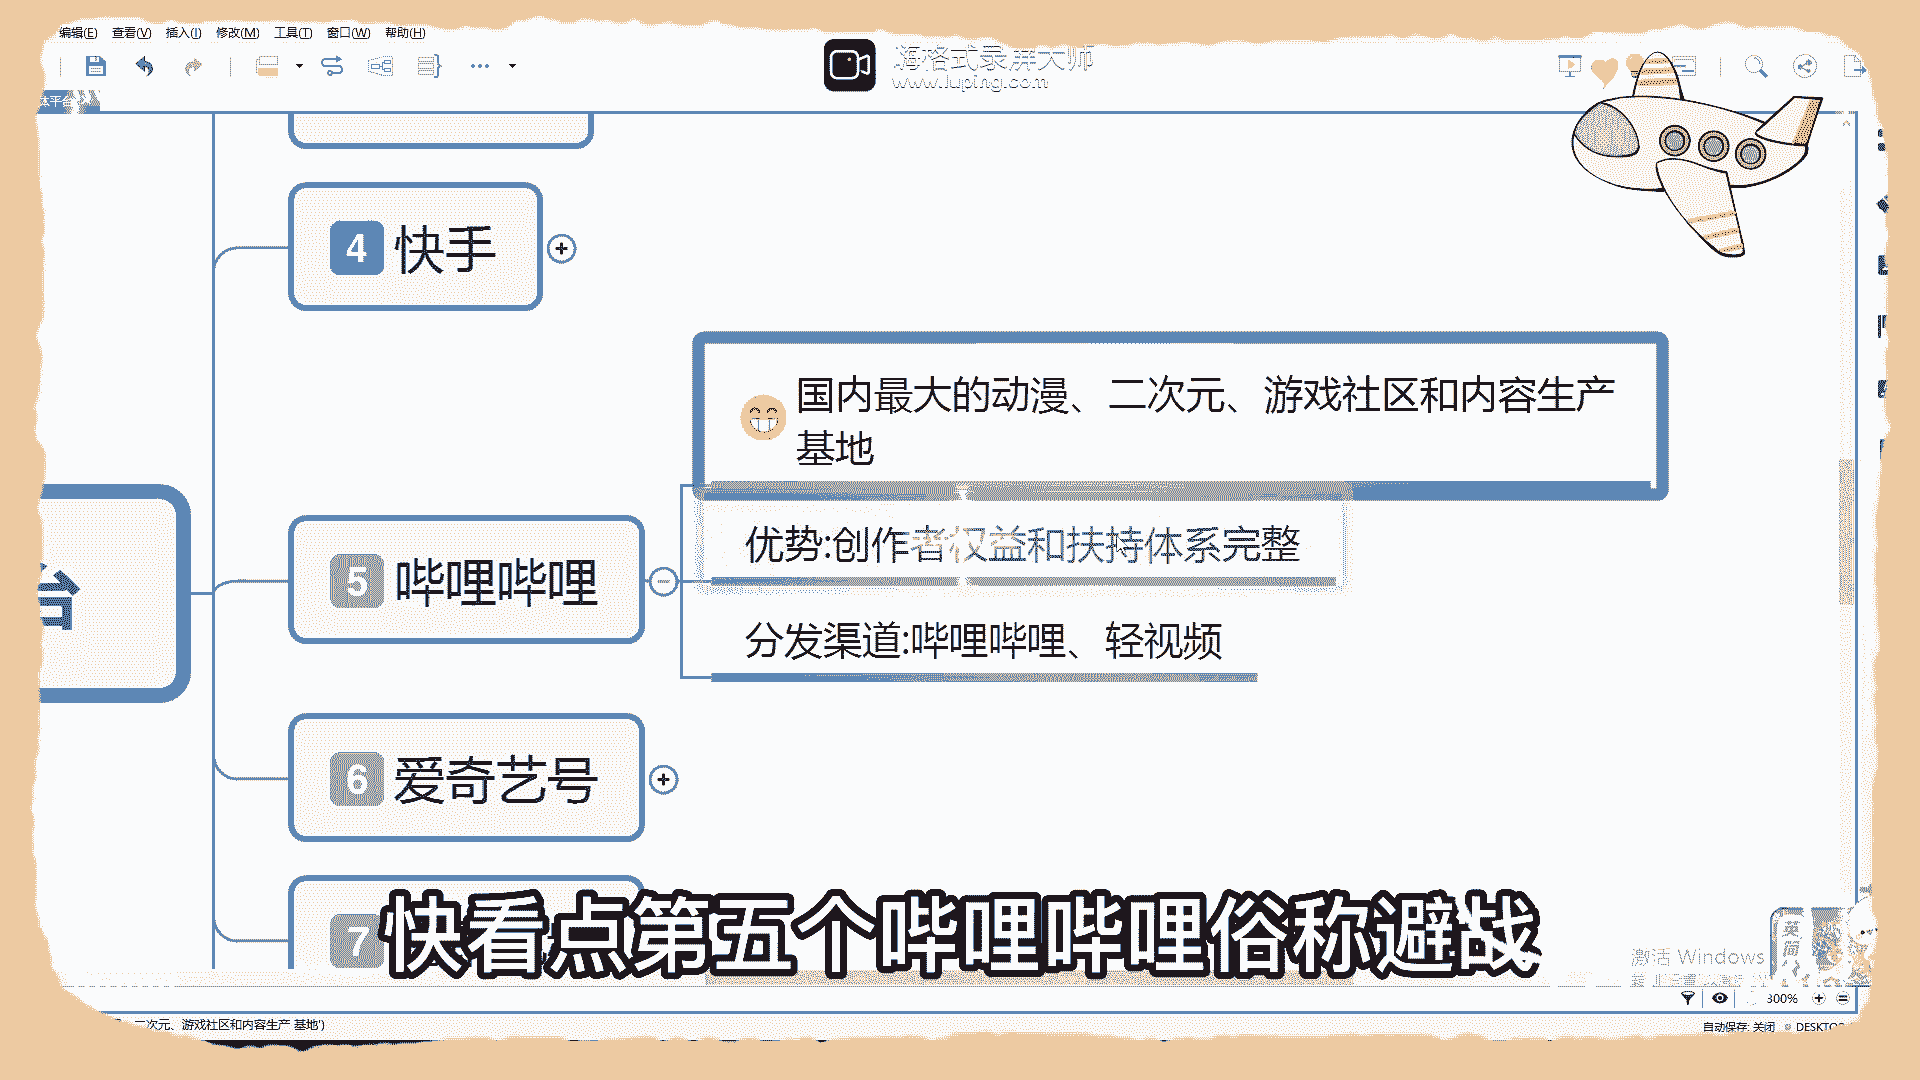 编辑(E) 查看(V) 插入(I) 修改(M) 工具(T) 窗口(W) 帮助(H)
嗨格式录屏大师
www.luping.com
4 快手
国内最大的动漫、二次元、游戏社区和内容生产
基地
优势:创作者权益和扶持体系完整
5 哔哩哔哩
分发渠道:哔哩哔哩、轻视频
6 爱奇艺号
7
快看点第五个哔哩哔哩俗称避战
激活 Windows
300%
二次元、游戏社区和内容生产 基地')
自动保存: 关闭